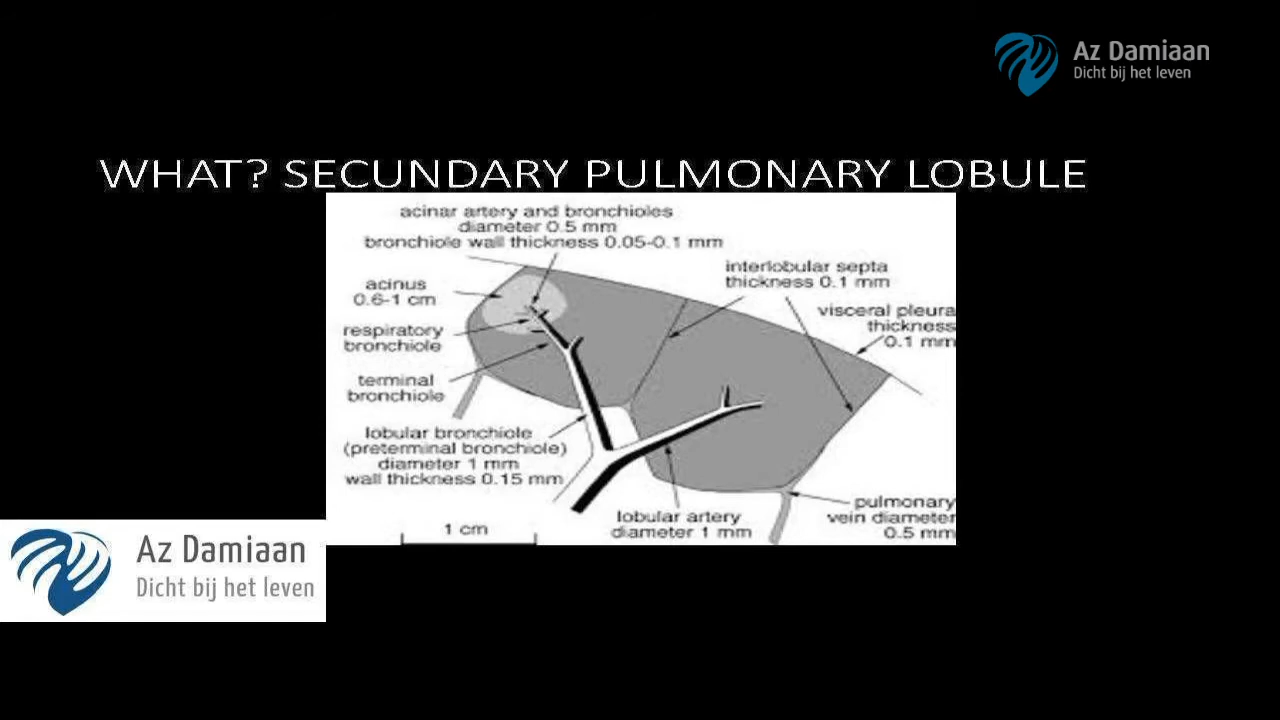 Az Damiaan
Dicht bij het leven
WHAT? SECUNDARY PULMONARY LOBULE
acinar artery and bronchioles
diameter 0.5 mm
bronchiole wall thickness 0.05-0.1 mm
interlobular septa
thickness 0.1 mm
acinus
0.6-1 cm
visceral pleura
thickness
0.1 mm
respiratory
bronchiole
terminal
bronchiole
lobular bronchiole
(preterminal bronchiole)
diameter 1 mm
wall thickness 0.15 mm
pulmonary
vein diameter
0.5 mm
lobular artery
diameter 1 mm
1 cm
Az Damiaan
Dicht bij het leven